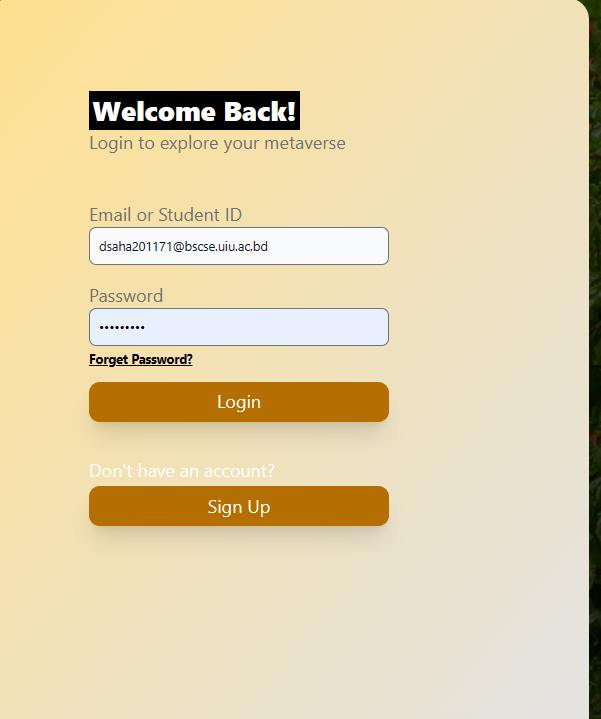 Welcome Back!
Login to explore your metaverse
Email or Student ID
dsaha201171@bscse.uiu.ac.bd
Password
•••••••••
Forget Password?
Login
Don't have an account?
Sign Up